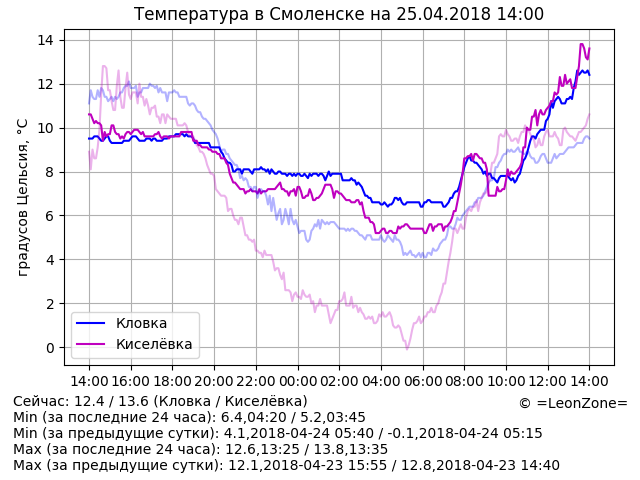 Температура в Смоленске на 25.04.2018 14:00
градусов Цельсия, °C
14
12
10
8
6
4
2
0
Кловка
Киселёвка
14:00 16:00 18:00 20:00 22:00 00:00 02:00 04:00 06:00 08:00 10:00 12:00 14:00
Сейчас: 12.4 / 13.6 (Кловка / Киселёвка)
© =LeonZone=
Min (за последние 24 часа): 6.4,04:20 / 5.2,03:45
Min (за предыдущие сутки): 4.1,2018-04-24 05:40 / -0.1,2018-04-24 05:15
Max (за последние 24 часа): 12.6,13:25 / 13.8,13:35
Max (за предыдущие сутки): 12.1,2018-04-23 15:55 / 12.8,2018-04-23 14:40